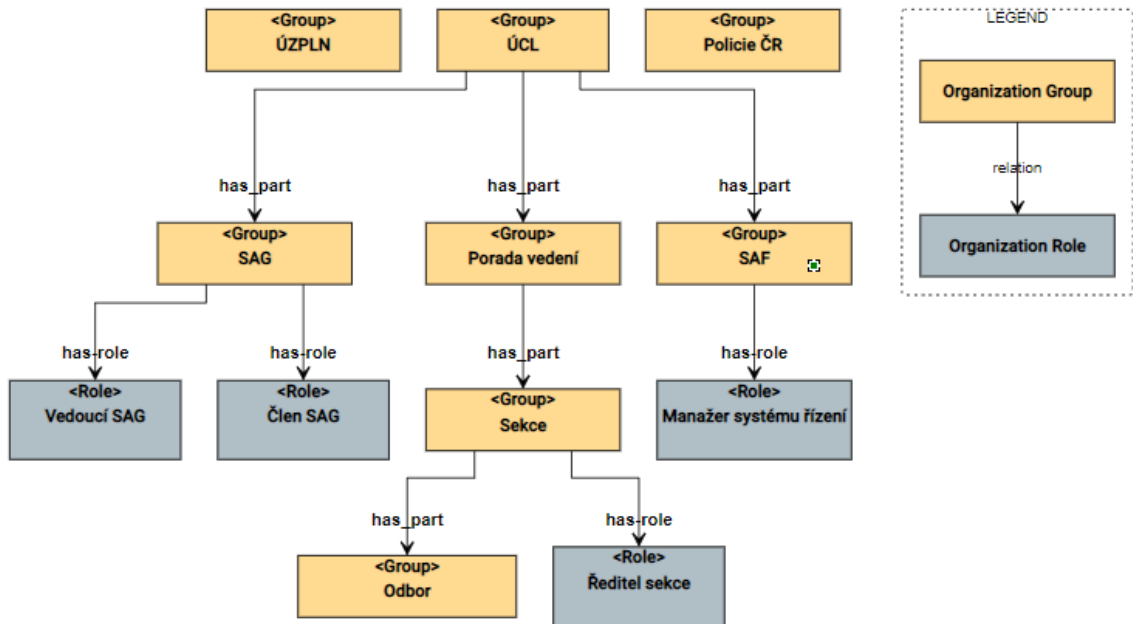 <Group>
ÚZPLN
<Group>
ÚCL
<Group>
Policie ČR
LEGEND
Organization Group
relation
Organization Role
has_part
has_part
has_part
<Group>
SAG
<Group>
Porada vedení
<Group>
SAF
has-role
has-role
has_part
has-role
<Role>
Vedoucí SAG
<Role>
Člen SAG
<Group>
Sekce
<Role>
Manažer systému řízení
has_part
has-role
<Group>
Odbor
<Role>
Ředitel sekce